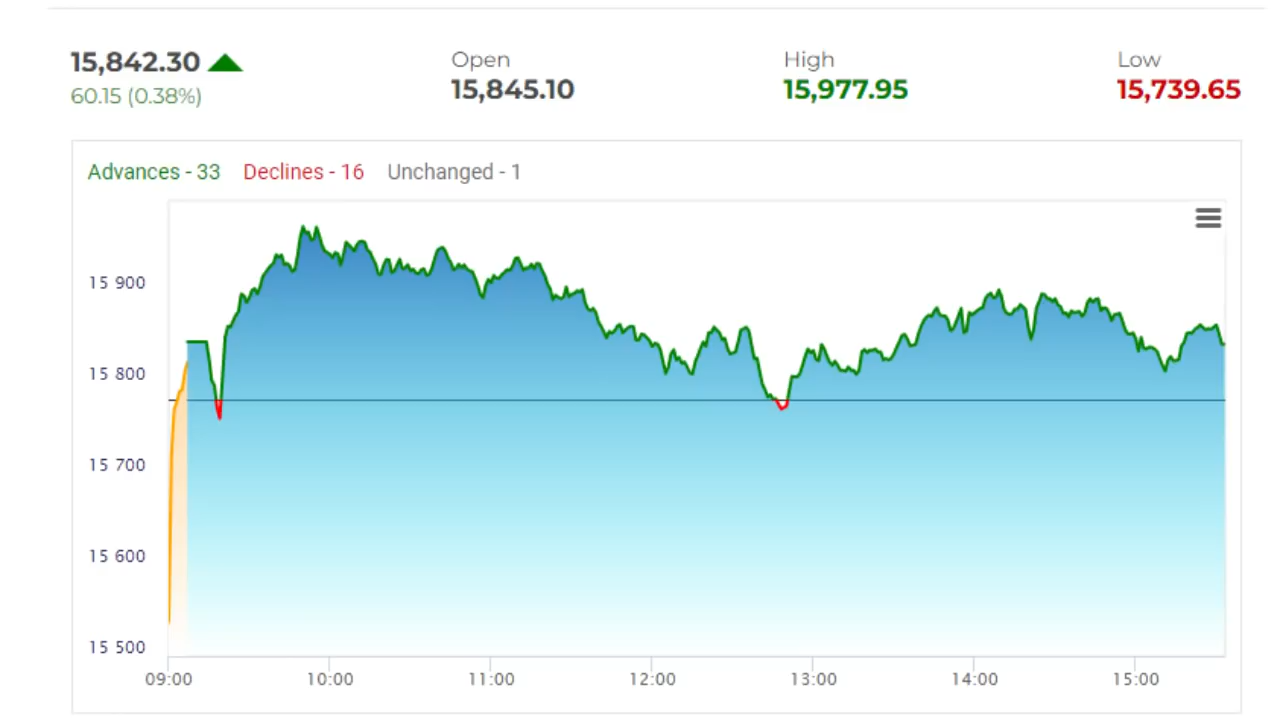 15,842.30
60.15 (0.38%)
Open
15,845.10
High
15,977.95
Low
15,739.65
Advances - 33 Declines - 16 Unchanged - 1
15 900
15 800
15 700
15 600
15 500
09:00 10:00 11:00 12:00 13:00 14:00 15:00